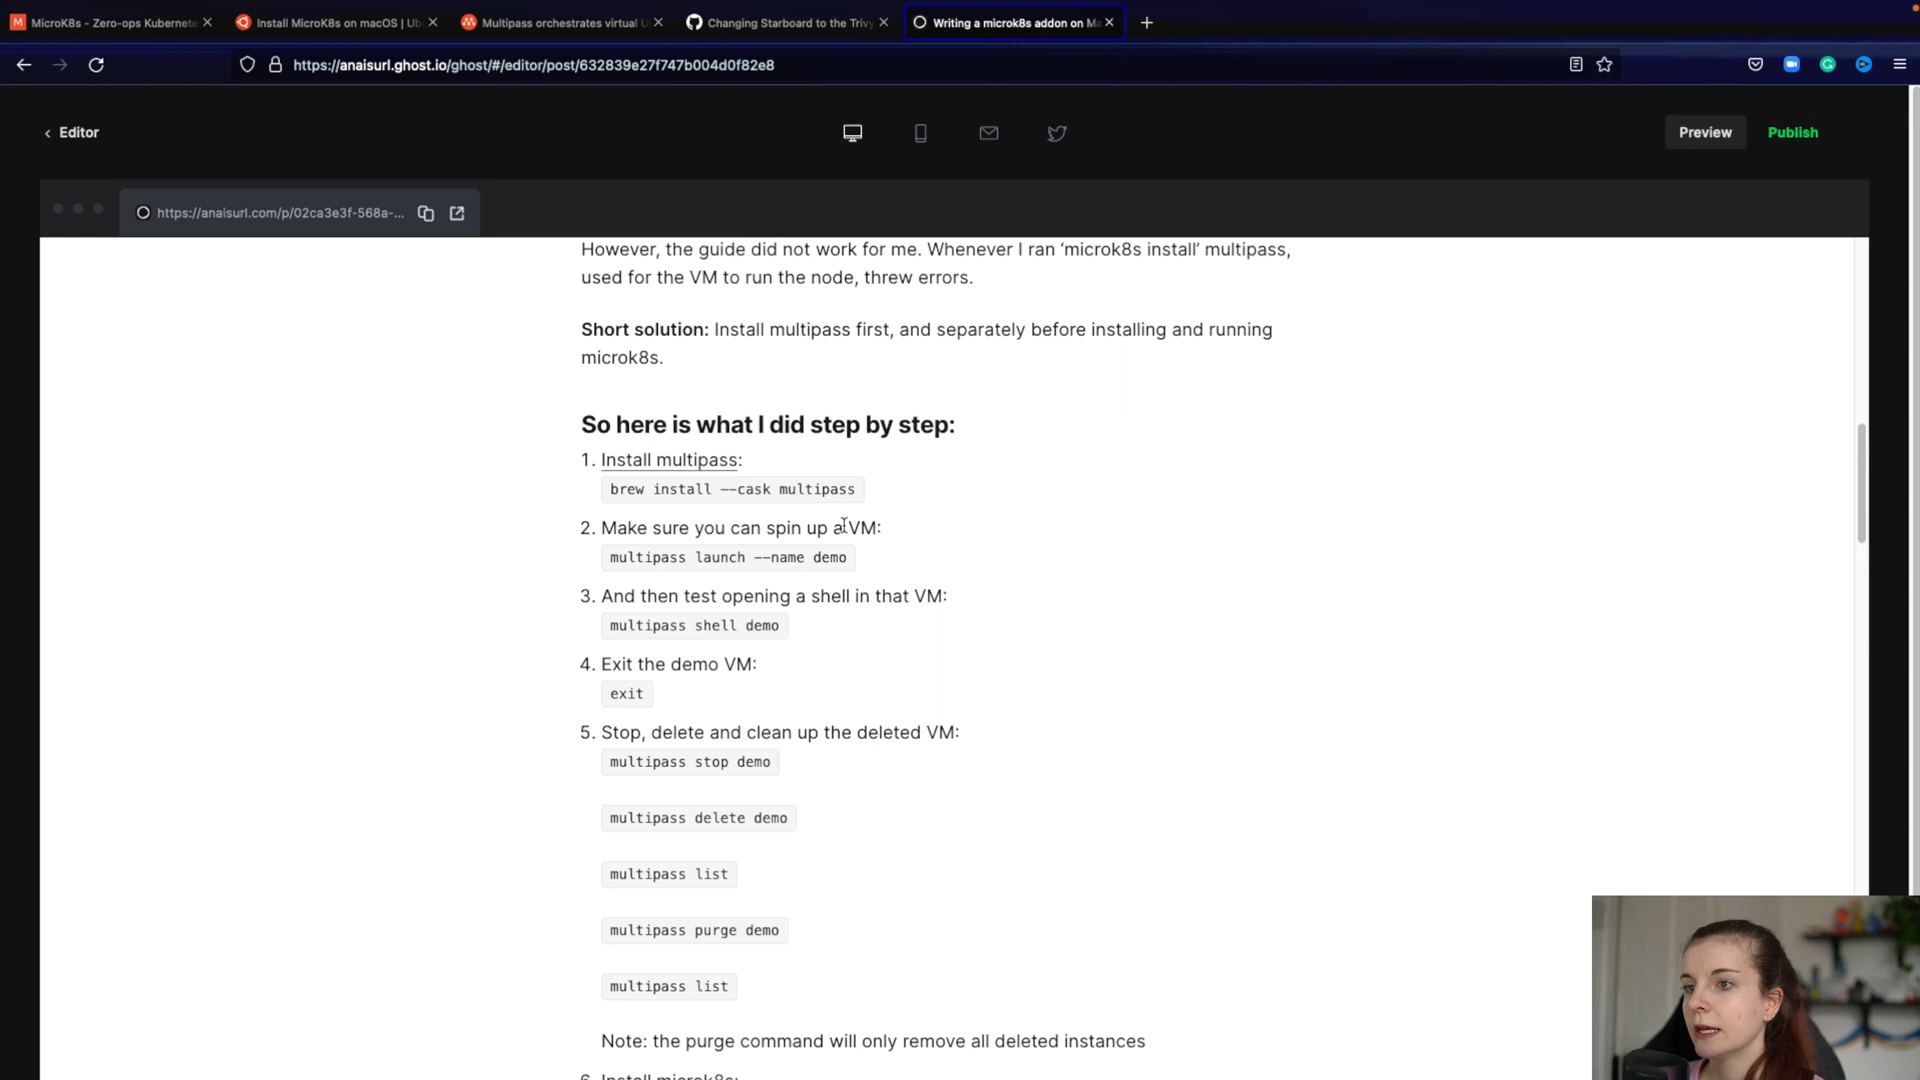 MicroK8s - Zero-ops Kubernete
Install MicroK8s on macOS | Ub
Multipass orchestrates virtual U
Changing Starboard to the Trivy
Writing a microk8s addon on Ma
https://anaisurl.ghost.io/ghost/#/editor/post/632839e27f747b004d0f82e8
Editor
Preview
Publish
https://anaisurl.com/p/02ca3e3f-568a-...
However, the guide did not work for me. Whenever I ran ‘microk8s install’ multipass,
used for the VM to run the node, threw errors.
Short solution: Install multipass first, and separately before installing and running
microk8s.
So here is what I did step by step:
1. Install multipass:
brew install --cask multipass
2. Make sure you can spin up a VM:
multipass launch --name demo
3. And then test opening a shell in that VM:
multipass shell demo
4. Exit the demo VM:
exit
5. Stop, delete and clean up the deleted VM:
multipass stop demo
multipass delete demo
multipass list
multipass purge demo
multipass list
Note: the purge command will only remove all deleted instances
6. Install microk8s: